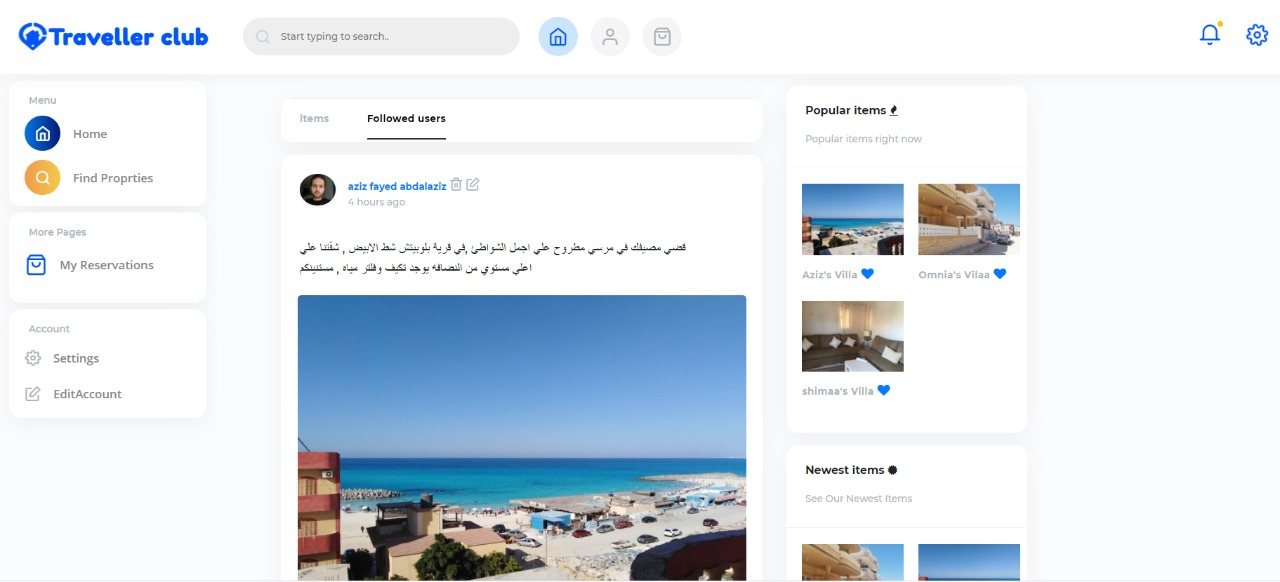 Traveller club
Start typing to search..
Menu
Home
Find Proprties
More Pages
My Reservations
Account
Settings
EditAccount
items
Followed users
aziz fayed abdalaziz
4 hours ago
قضي مصيفك في مرسي مطروح علي اجمل الشواطئ ,في قرية بلوبيتش شط الابيض , شقتنا علي
اعلي مستوي من النضافه يوجد تكيف وفلتر مياه , مستنينكم
Popular items
Popular items right now
Aziz's Villa
Omnia's Vilaa
shimaa's Villa
Newest items
See Our Newest Items